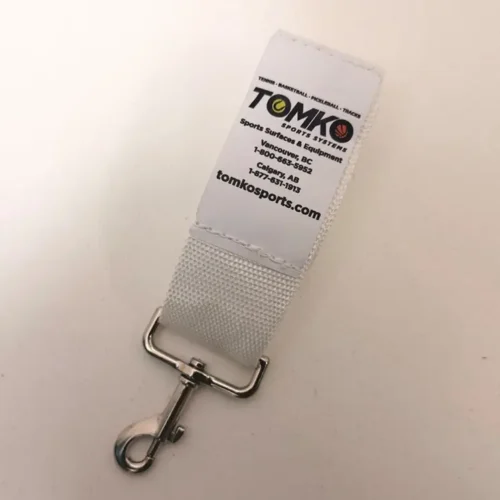 TENNIS • BASKETBALL • PICKLEBALL • TRACKS
TOMKO
SPORTS SYSTEMS
Sports Surfaces & Equipment
Vancouver, BC
1-800-663-5952
Calgary, AB
1-877-831-1913
tomkosports.com